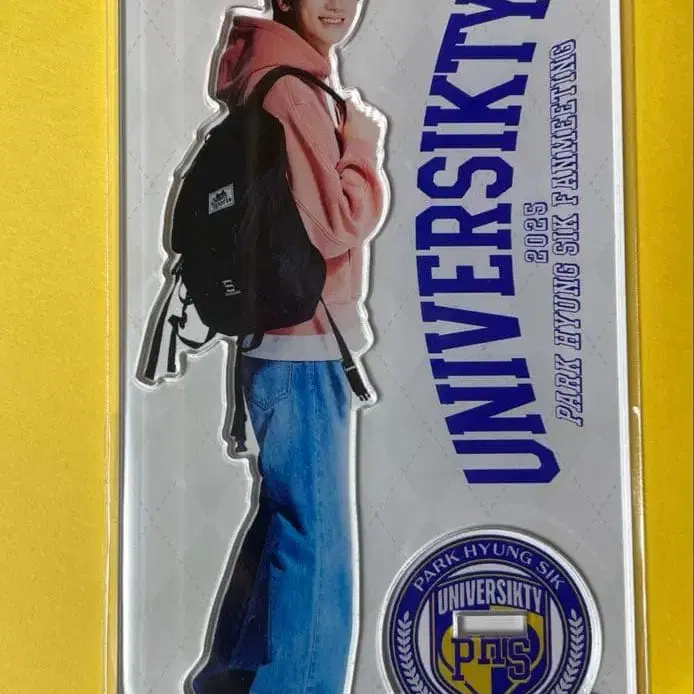 UNIVERSIKTY
2025
PARK HYUNG SIK FANMEETING
PARK HYUNG SIK
UNIVERSIKTY
PHS